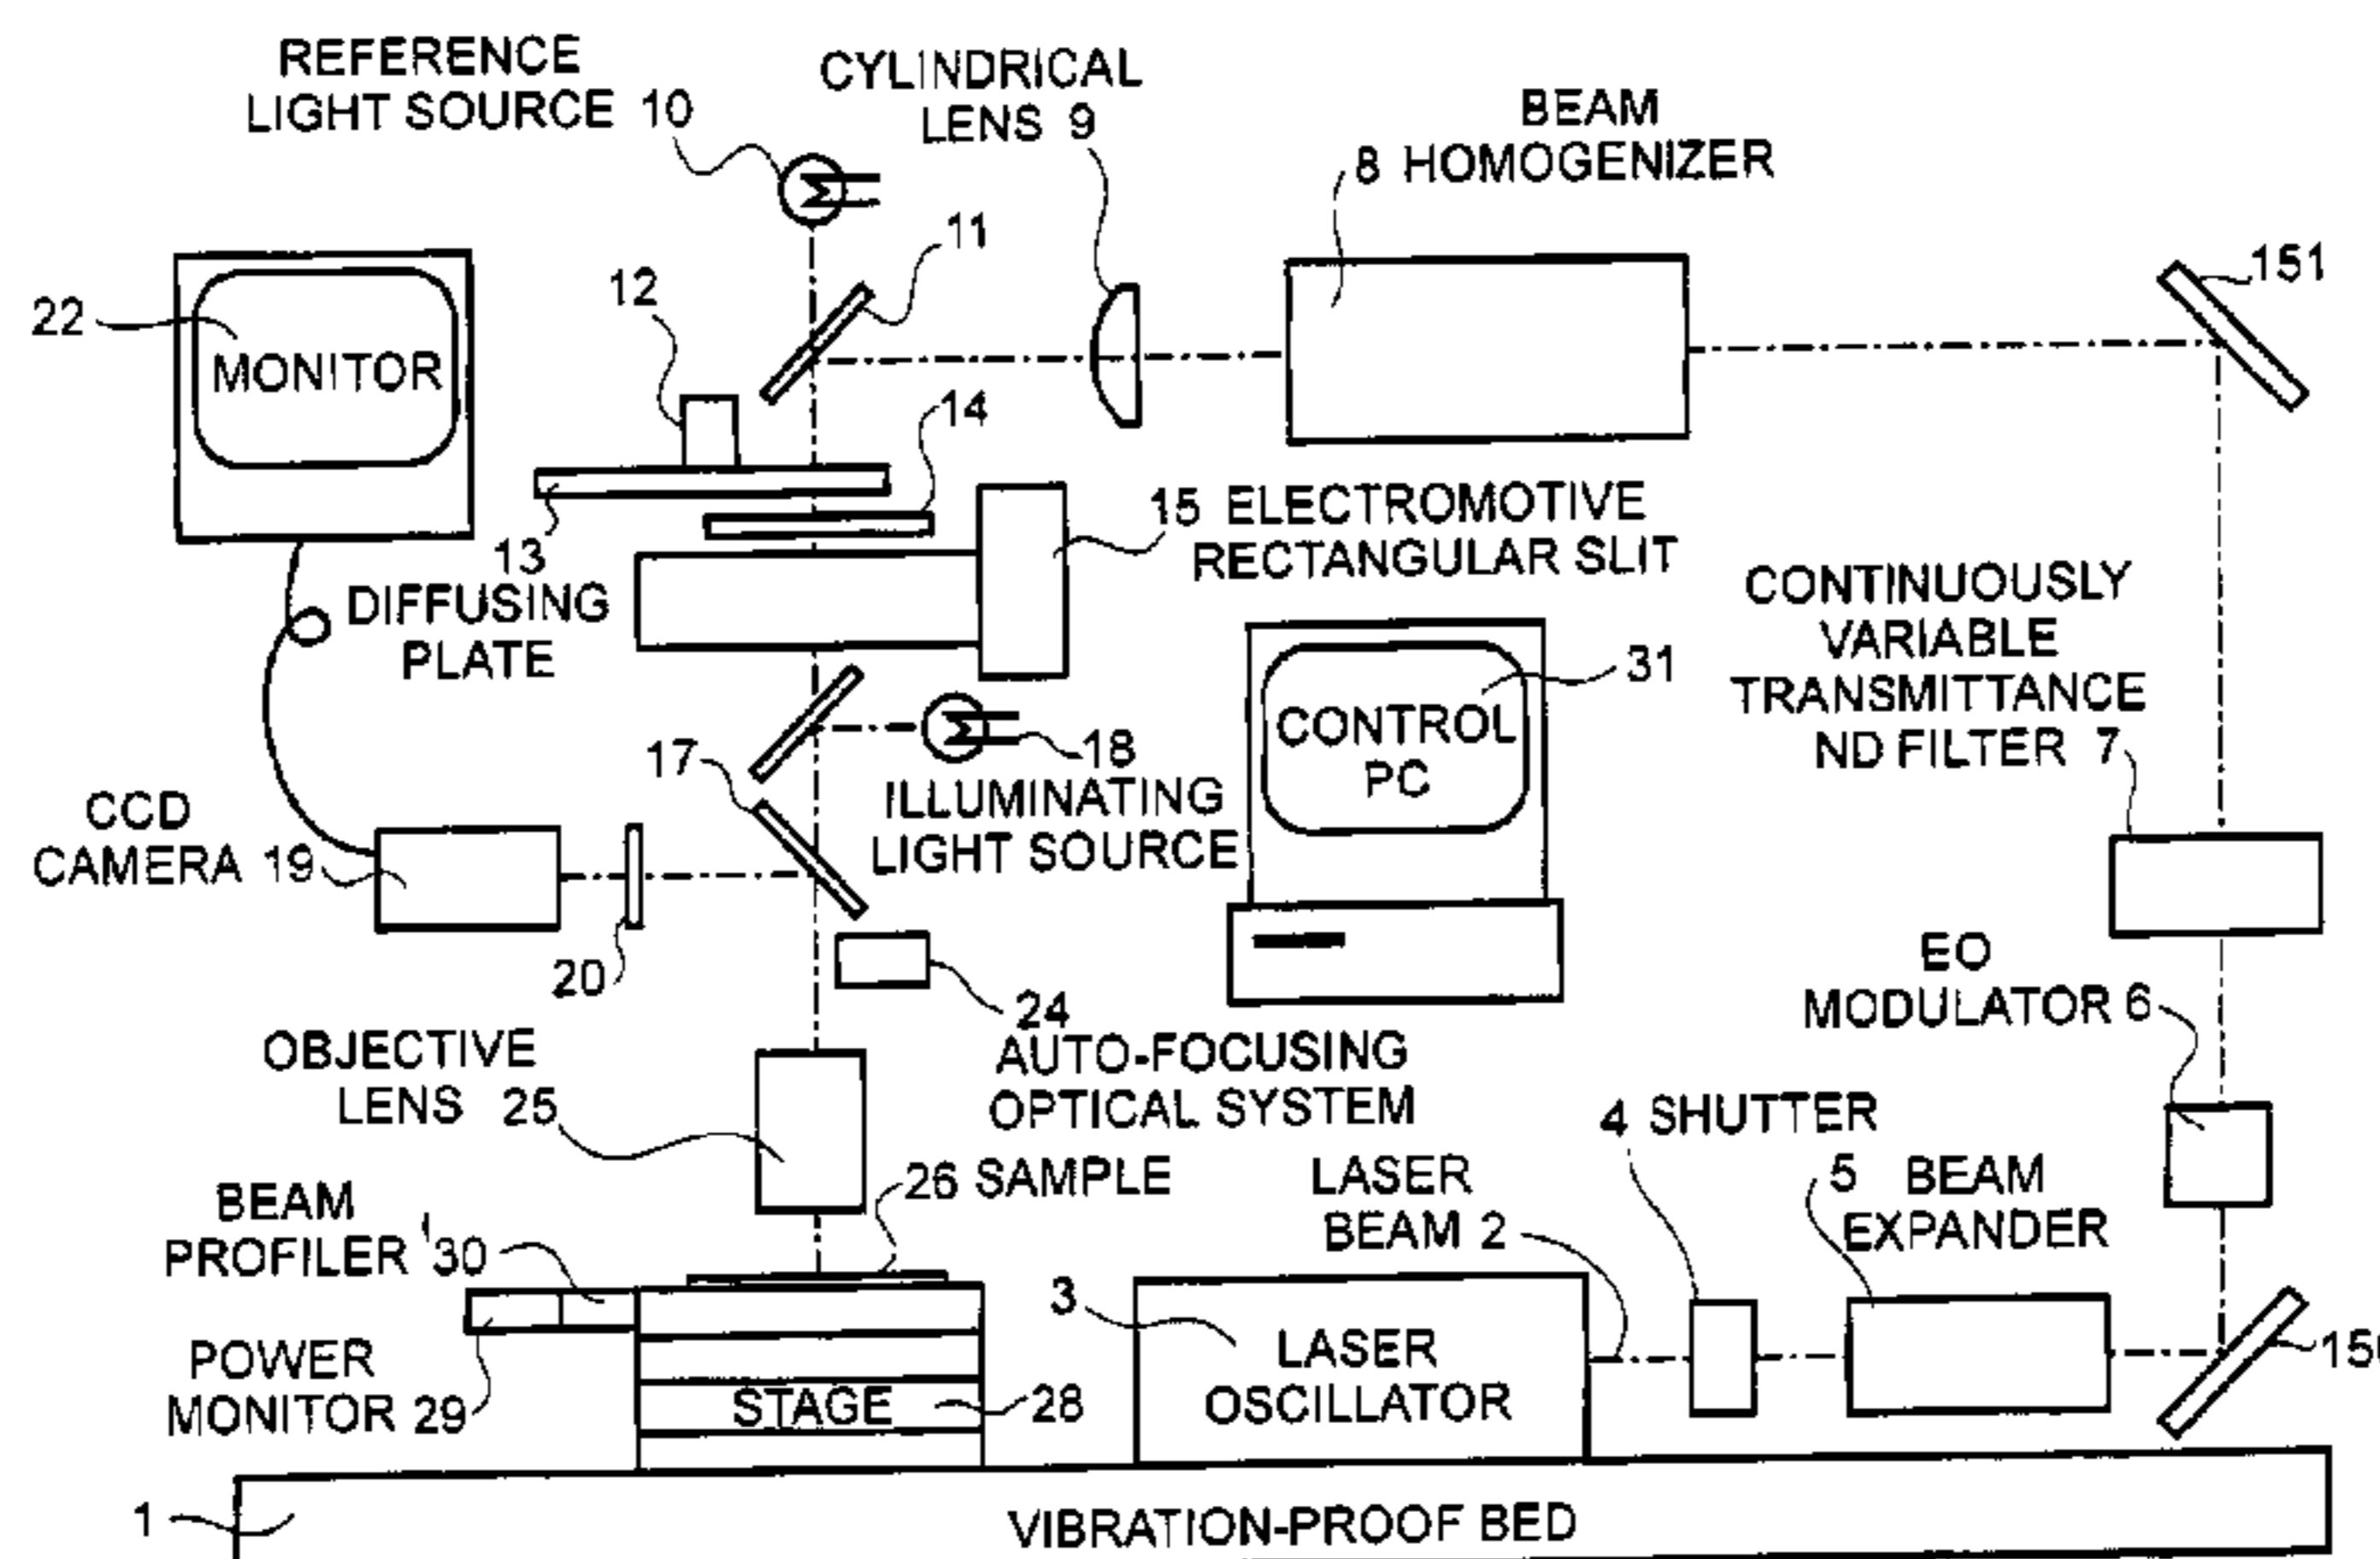 REFERENCE
LIGHT SOURCE 10
CYLINDRICAL
LENS 9
BEAM
8 HOMOGENIZER
11
151
12
22
MONITOR
14
13
DIFFUSING
PLATE
15 ELECTROMOTIVE
RECTANGULAR SLIT
CONTINUOUSLY
VARIABLE
TRANSMITTANCE
ND FILTER 7
31
CONTROL
PC
17
18
ILLUMINATING
LIGHT SOURCE
CCD
CAMERA 19
20
24
AUTO-FOCUSING
OPTICAL SYSTEM
EO
MODULATOR 6
OBJECTIVE
LENS 25
4 SHUTTER
26 SAMPLE
LASER
BEAM 2
5 BEAM
EXPANDER
BEAM
PROFILER 30
3
LASER
OSCILLATOR
POWER
MONITOR 29
STAGE
28
1
VIBRATION-PROOF BED